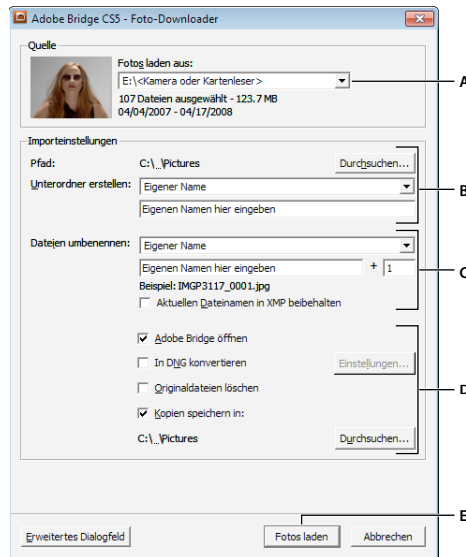 Adobe Bridge CS5 - Foto-Downloader
Quelle
Fotos laden aus:
E:\<Kamera oder Kartenleser>
A
107 Dateien ausgewählt - 123.7 MB
04/04/2007 - 04/17/2008
Importeinstellungen
Pfad: C:\_\Pictures Durchsuchen...
Unterordner erstellen: Eigener Name
B
Eigenen Namen hier eingeben
Dateien umbenennen: Eigener Name
Eigenen Namen hier eingeben + 1
C
Beispiel: IMGP3117_0001.jpg
Aktuellen Dateinamen in XMP beibehalten
Adobe Bridge öffnen
In DNG konvertieren Einstellungen...
Originaldateien löschen
D
Kopien speichern in:
C:\_\Pictures Durchsuchen...
E
Erweitertes Dialogfeld Fotos laden Abbrechen